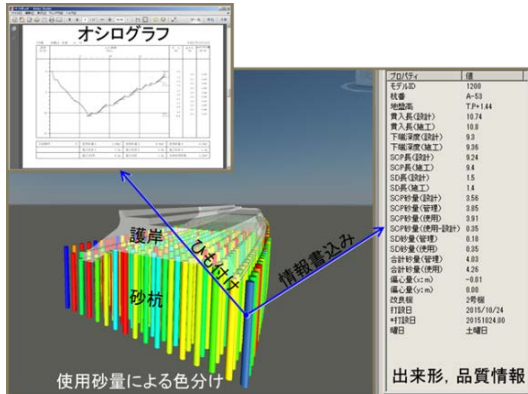 オシログラフ
護岸
砂杭
ひも付け
情報書込み
使用砂量による色分け
プロパティ 値
モデルID 1200
杭番 A-53
地盤高 T.P+1.44
貫入長(設計) 10.74
貫入長(施工) 10.8
下端深度(設計) 9.3
下端深度(施工) 9.36
SCP長(設計) 9.24
SCP長(施工) 9.4
SD長(設計) 1.5
SD長(施工) 1.4
SCP砂量(設計) 3.56
SCP砂量(管理) 3.85
SCP砂量(使用) 3.91
SCP砂量(使用-設計) 0.35
SD砂量(管理) 0.18
SD砂量(使用) 0.35
合計砂量(管理) 4.03
合計砂量(使用) 4.26
偏心量(x:m) -0.01
偏心量(y:m) 0.00
改良機 2号機
打設日 2015/10/24
*打設日 20151024.00
曜日 土曜日
出来形, 品質情報